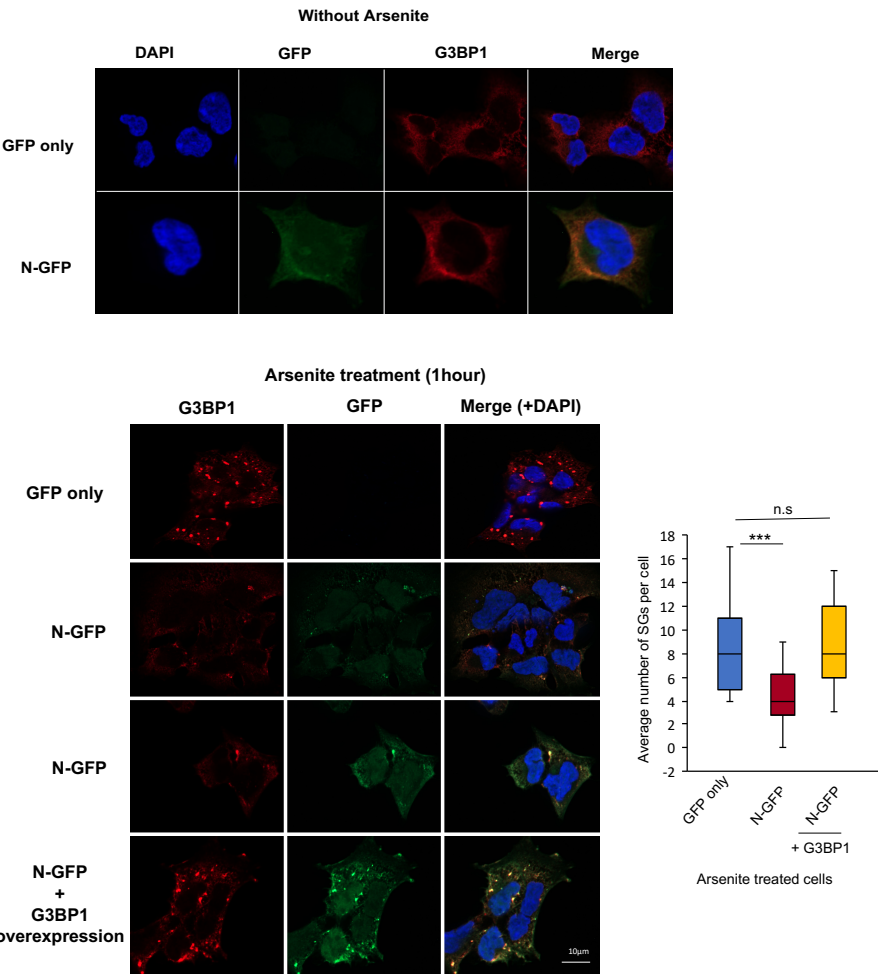 Without Arsenite
DAPI GFP G3BP1 Merge
GFP only
N-GFP
Arsenite treatment (1hour)
G3BP1 GFP Merge (+DAPI)
GFP only
N-GFP
N-GFP
N-GFP
+
G3BP1
overexpression
10µm
n.s
***
Average number of SGs per cell
18
16
14
12
10
8
6
4
2
0
-2
GFP only
N-GFP
N-GFP
+ G3BP1
Arsenite treated cells